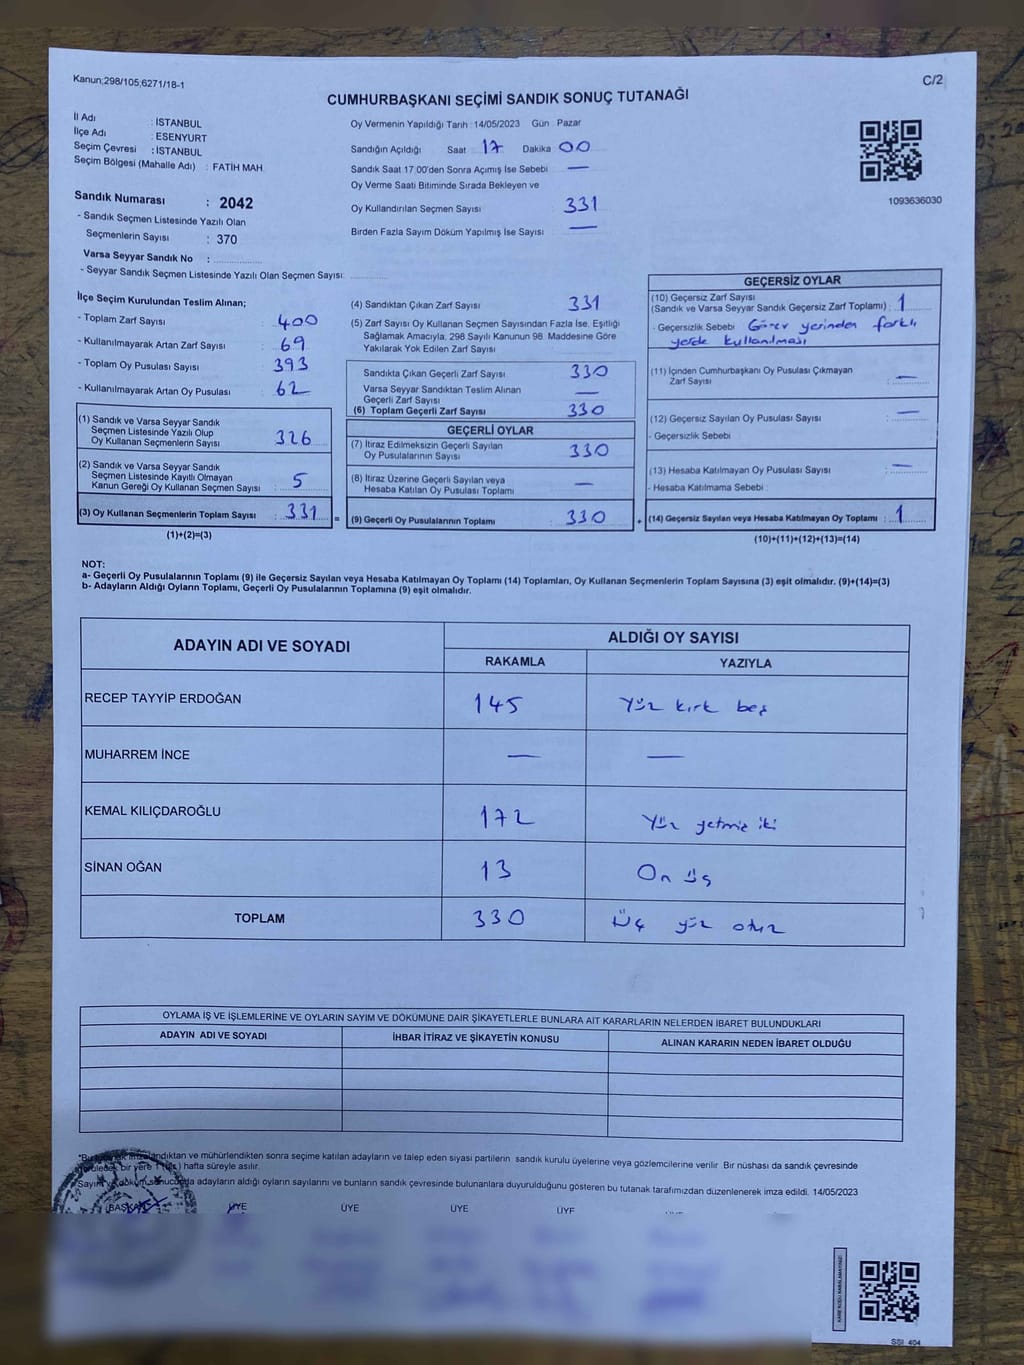 Kanun;298/105;6271/18-1
C/2
CUMHURBAŞKANI SEÇİMİ SANDIK SONUÇ TUTANAĞI
İl Adı : İSTANBUL
İlçe Adı : ESENYURT
Seçim Çevresi : İSTANBUL
Seçim Bölgesi (Mahalle Adı) : FATİH MAH
Sandık Numarası : 2042
- Sandık Seçmen Listesinde Yazılı Olan
Seçmenlerin Sayısı : 370
Varsa Seyyar Sandık No :
- Seyyar Sandık Seçmen Listesinde Yazılı Olan Seçmen Sayısı:
Oy Vermenin Yapıldığı Tarih : 14/05/2023 Gün : Pazar
Sandığın Açıldığı Saat 17 Dakika 00
Sandık Saat 17:00'den Sonra Açımış İse Sebebi —
Oy Verme Saati Bitiminde Sırada Bekleyen ve
Oy Kullandırılan Seçmen Sayısı 331
Birden Fazla Sayım Döküm Yapılmış İse Sayısı —
1093636030
İlçe Seçim Kurulundan Teslim Alınan;
- Toplam Zarf Sayısı : 400
- Kullanılmayarak Artan Zarf Sayısı : 69
- Toplam Oy Pusulası Sayısı : 393
- Kullanılmayarak Artan Oy Pusulası : 62
(1) Sandık ve Varsa Seyyar Sandık
Seçmen Listesinde Yazılı Olup
Oy Kullanan Seçmenlerin Sayısı : 326
(2) Sandık ve Varsa Seyyar Sandık
Seçmen Listesinde Kayıtlı Olmayan
Kanun Gereği Oy Kullanan Seçmen Sayısı : 5
(3) Oy Kullanan Seçmenlerin Toplam Sayısı : 331
(1)+(2)=(3)
=
(4) Sandıktan Çıkan Zarf Sayısı 331
(5) Zarf Sayısı Oy Kullanan Seçmen Sayısından Fazla İse, Eşitliği
Sağlamak Amacıyla, 298 Sayılı Kanunun 98. Maddesine Göre
Yakılarak Yok Edilen Zarf Sayısı
Sandıkta Çıkan Geçerli Zarf Sayısı 330
Varsa Seyyar Sandıktan Teslim Alınan
Geçerli Zarf Sayısı —
(6) Toplam Geçerli Zarf Sayısı 330
GEÇERLİ OYLAR
(7) İtiraz Edilmeksizin Geçerli Sayılan
Oy Pusulalarının Sayısı 330
(8) İtiraz Üzerine Geçerli Sayılan veya
Hesaba Katılan Oy Pusulası Toplamı —
(9) Geçerli Oy Pusulalarının Toplamı 330
+
GEÇERSİZ OYLAR
(10) Geçersiz Zarf Sayısı
(Sandık ve Varsa Seyyar Sandık Geçersiz Zarf Toplamı) : 1
- Geçersizlik Sebebi Görev yerinden farklı
yerde kullanılması
(11) İçinden Cumhurbaşkanı Oy Pusulası Çıkmayan
Zarf Sayısı : —
(12) Geçersiz Sayılan Oy Pusulası Sayısı : —
- Geçersizlik Sebebi
(13) Hesaba Katılmayan Oy Pusulası Sayısı : —
- Hesaba Katılmama Sebebi
(14) Geçersiz Sayılan veya Hesaba Katılmayan Oy Toplamı : 1
(10)+(11)+(12)+(13)=(14)
NOT:
a- Geçerli Oy Pusulalarının Toplamı (9) ile Geçersiz Sayılan veya Hesaba Katılmayan Oy Toplamı (14) Toplamları, Oy Kullanan Seçmenlerin Toplam Sayısına (3) eşit olmalıdır. (9)+(14)=(3)
b- Adayların Aldığı Oyların Toplamı, Geçerli Oy Pusulalarının Toplamına (9) eşit olmalıdır.
ADAYIN ADI VE SOYADI
ALDIĞI OY SAYISI
RAKAMLA YAZIYLA
RECEP TAYYİP ERDOĞAN 145 Yüz kırk beş
MUHARREM İNCE — —
KEMAL KILIÇDAROĞLU 172 Yüz yetmiş iki
SİNAN OĞAN 13 On üç
TOPLAM 330 Üç yüz otuz
OYLAMA İŞ VE İŞLEMLERİNE VE OYLARIN SAYIM VE DÖKÜMÜNE DAİR ŞİKAYETLERLE BUNLARA AİT KARARLARIN NELERDEN İBARET BULUNDUKLARI
ADAYIN ADI VE SOYADI İHBAR İTİRAZ VE ŞİKAYETİN KONUSU ALINAN KARARIN NEDEN İBARET OLDUĞU
andıktan ve mühürlendikten sonra seçime katılan adayların ve talep eden siyasi partilerin sandık kurulu üyelerine veya gözlemcilerine verilir. Bir nüshası da sandık çevresinde
bir yere 1 hafta süreyle asılır.
Sayım ve döküm sonucunda adayların aldığı oyların sayılarını ve bunların sandık çevresinde bulunanlara duyurulduğunu gösteren bu tutanak tarafımızdan düzenlenerek imza edildi. 14/05/2023
BAŞKAN ÜYE ÜYE ÜYE ÜYE
SSI 404